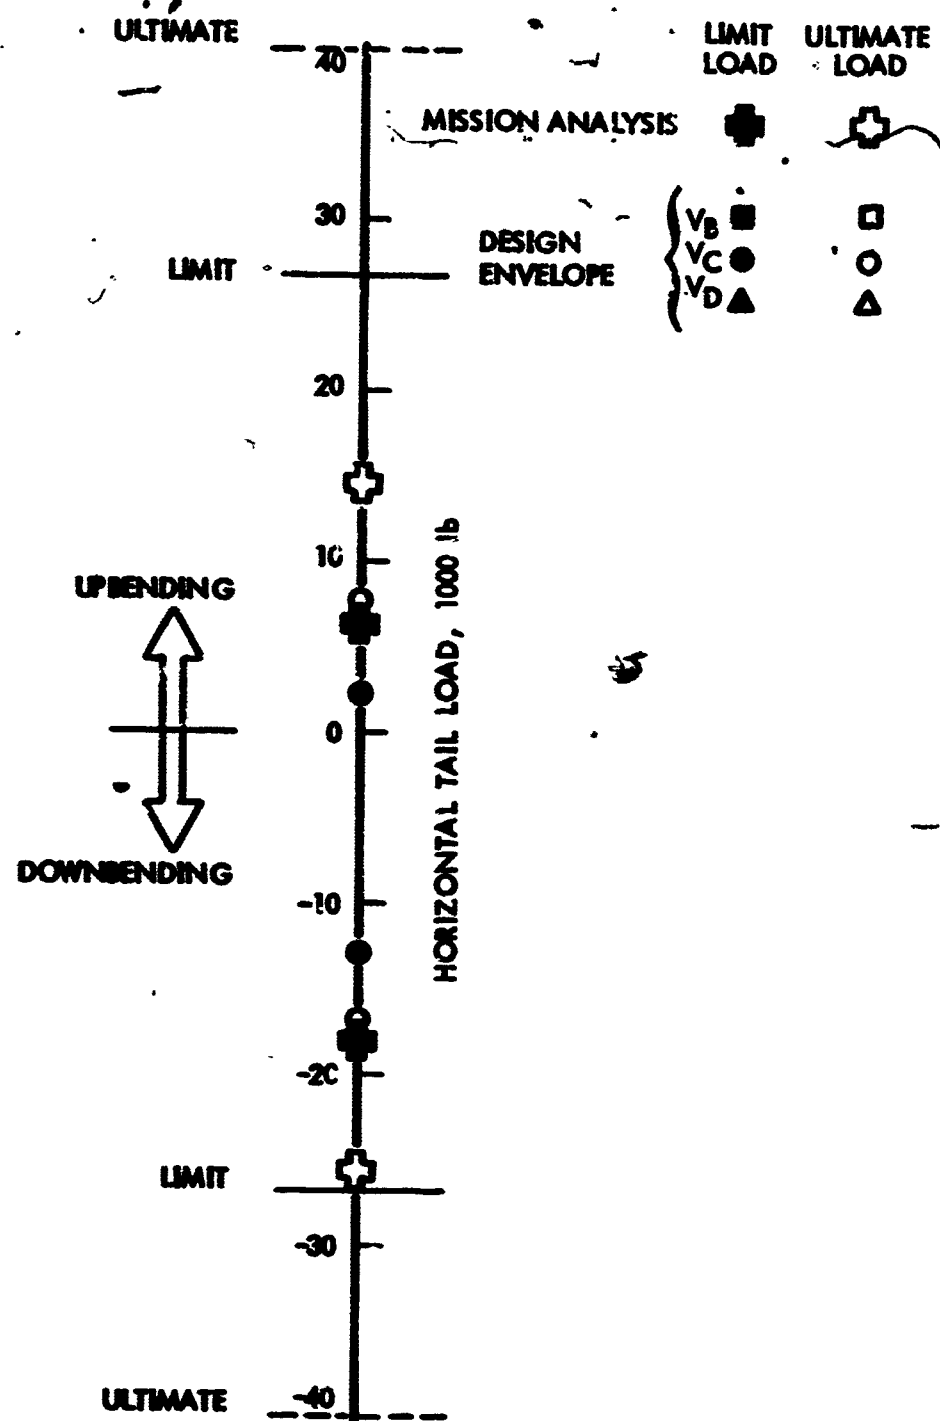 ULTIMATE
LIMIT ULTIMATE
LOAD LOAD
40
MISSION ANALYSIS
30
DESIGN
ENVELOPE
VB
VC
VD
LIMIT
20
10
UPBENDING
HORIZONTAL TAIL LOAD, 1000 lb
0
DOWNBENDING
-10
-20
LIMIT
-30
ULTIMATE
-40